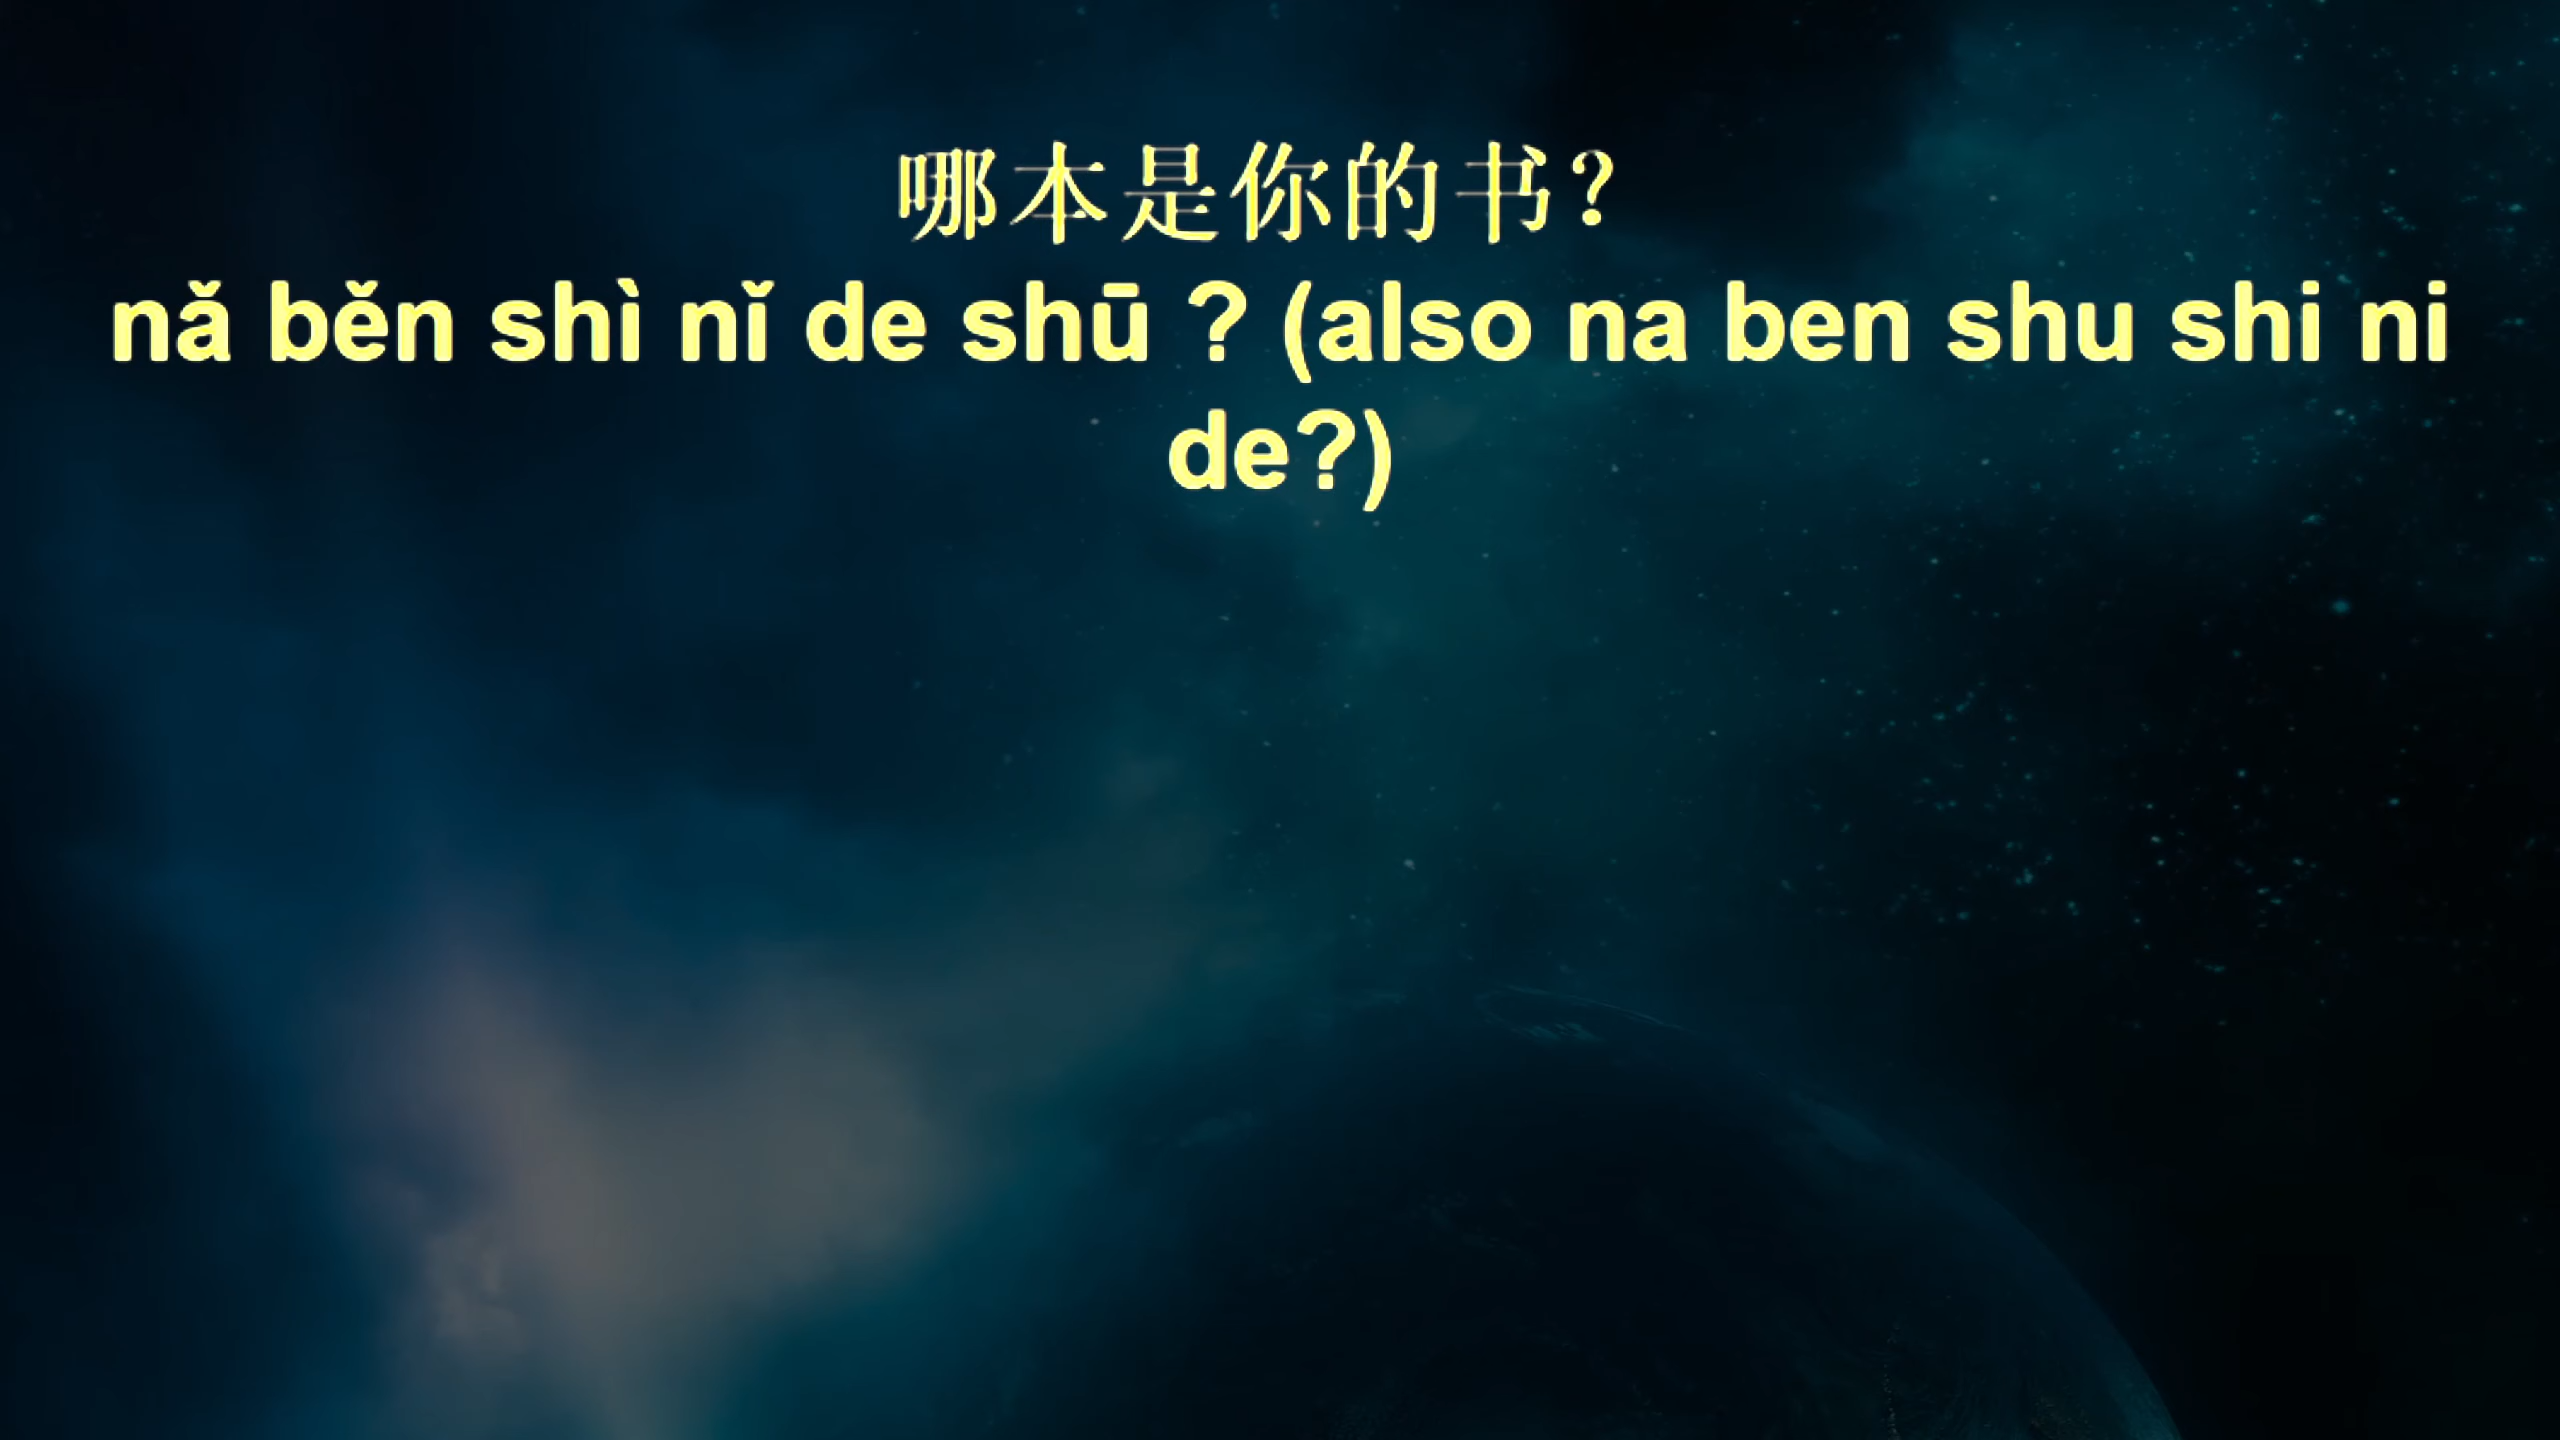 哪本是你的书？
nǎ běn shì nǐ de shū ? (also na ben shu shi ni
de?)